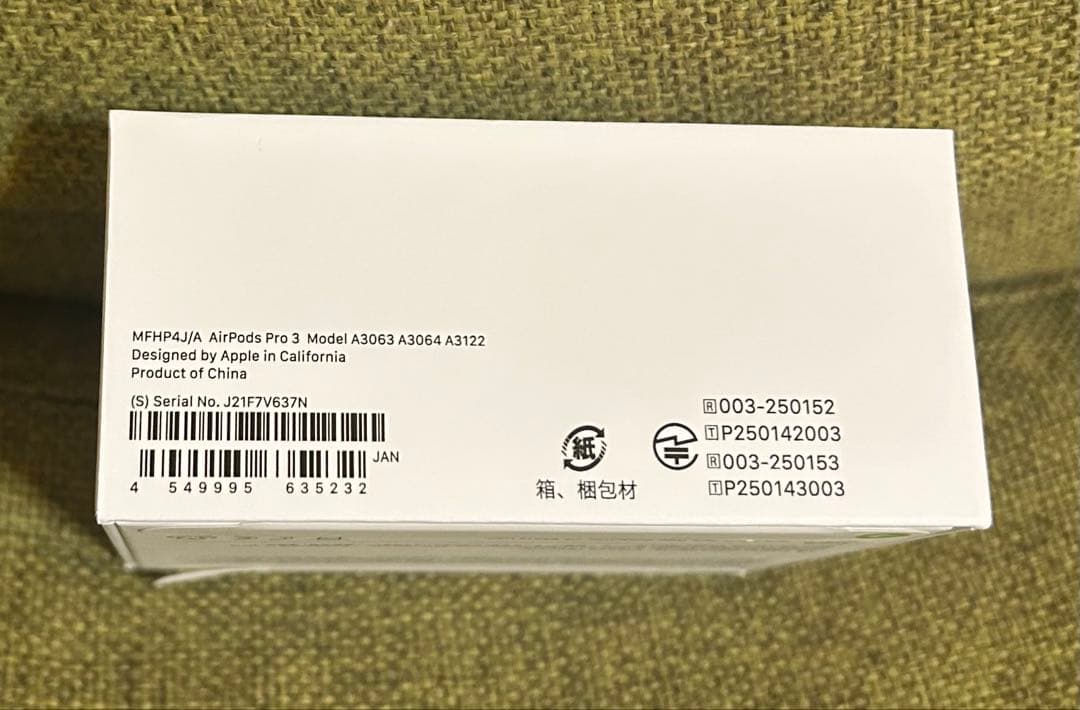 MFHP4J/A AirPods Pro 3 Model A3063 A3064 A3122
Designed by Apple in California
Product of China
(S) Serial No. J21F7V637N
JAN
4 549995 635232
紙
箱、梱包材
R003-250152
TP250142003
R003-250153
TP250143003